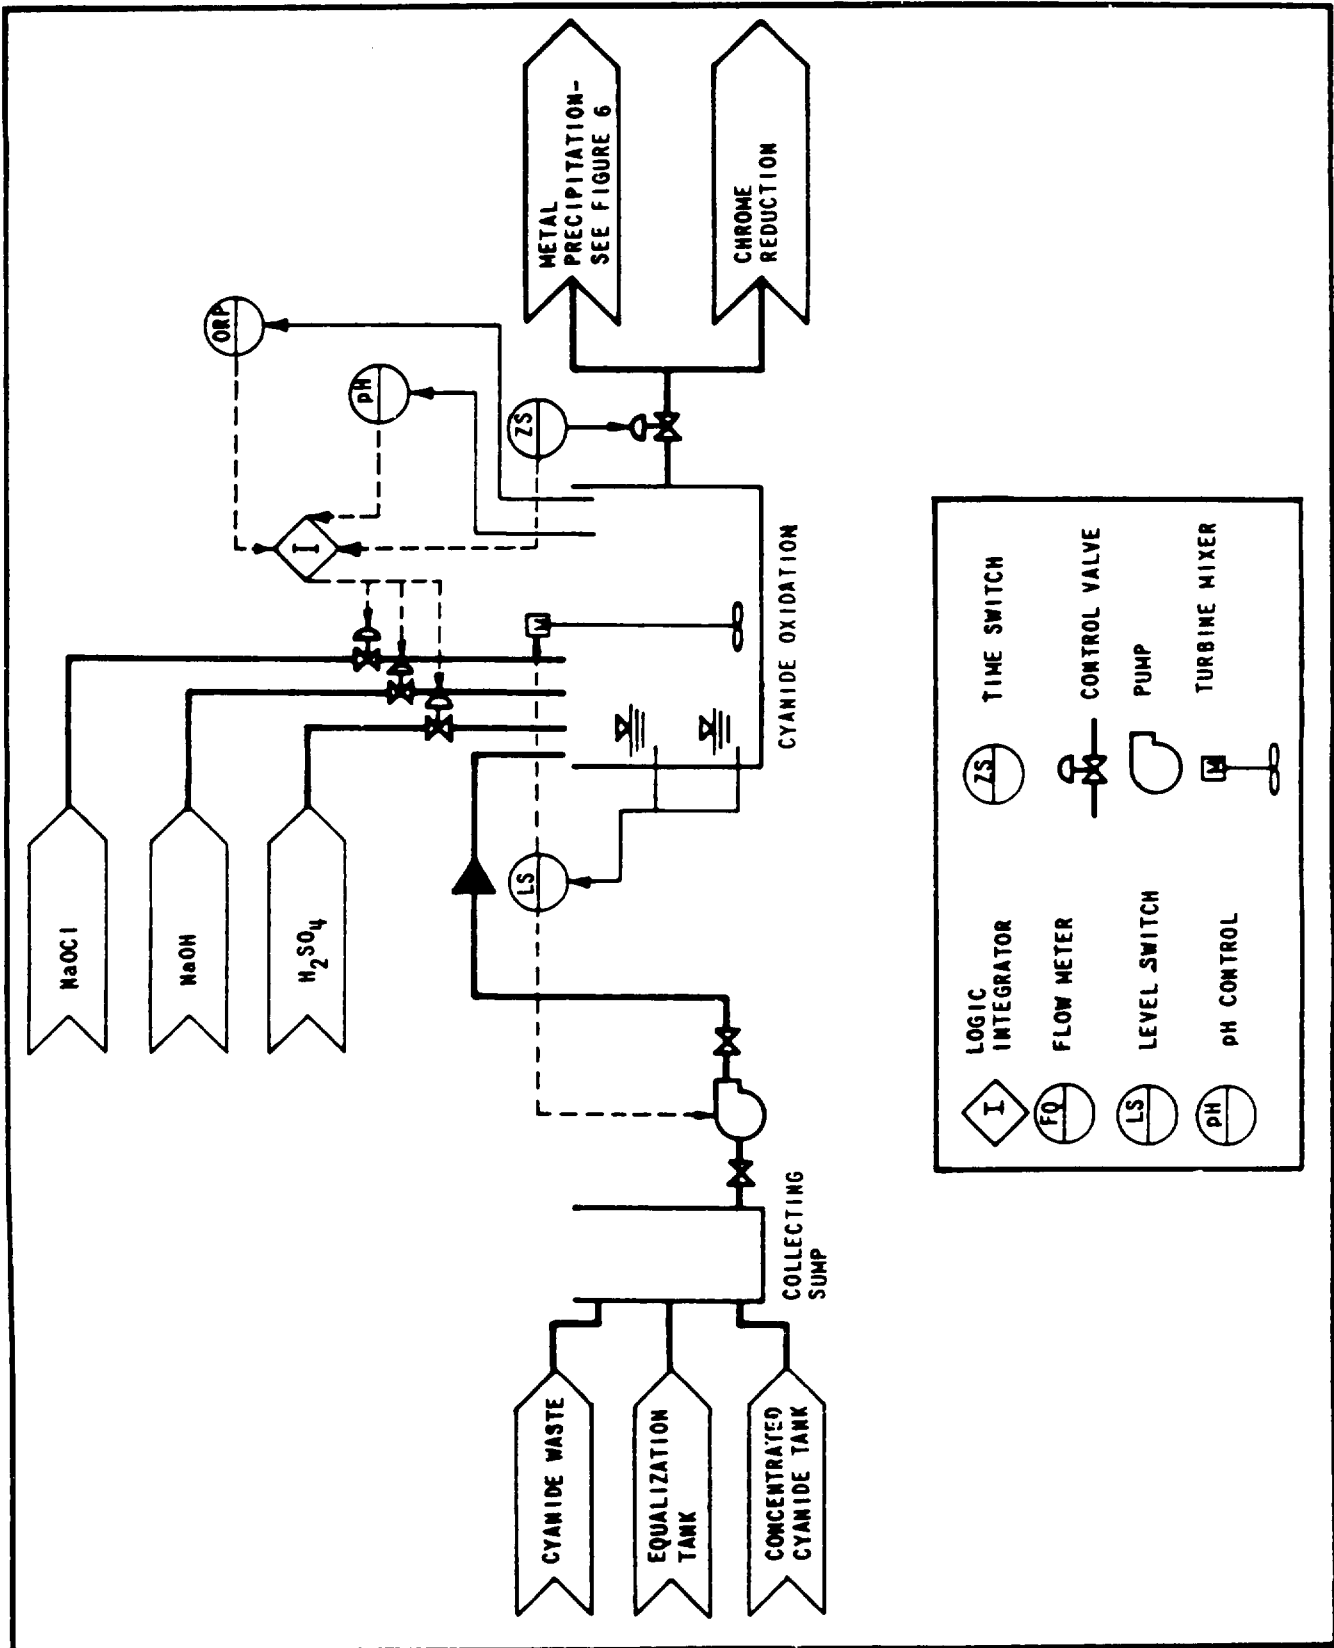 NaOCl
NaOH
H2SO4
CYANIDE WASTE
EQUALIZATION
TANK
CONCENTRATED
CYANIDE TANK
COLLECTING
SUMP
LS
M
CYANIDE OXIDATION
I
ORP
pH
ZS
METAL
PRECIPITATION-
SEE FIGURE 6
CHROME
REDUCTION
I
LOGIC
INTEGRATOR
FQ
FLOW METER
LS
LEVEL SWITCH
pH
pH CONTROL
ZS
TIME SWITCH
CONTROL VALVE
PUMP
M
TURBINE MIXER